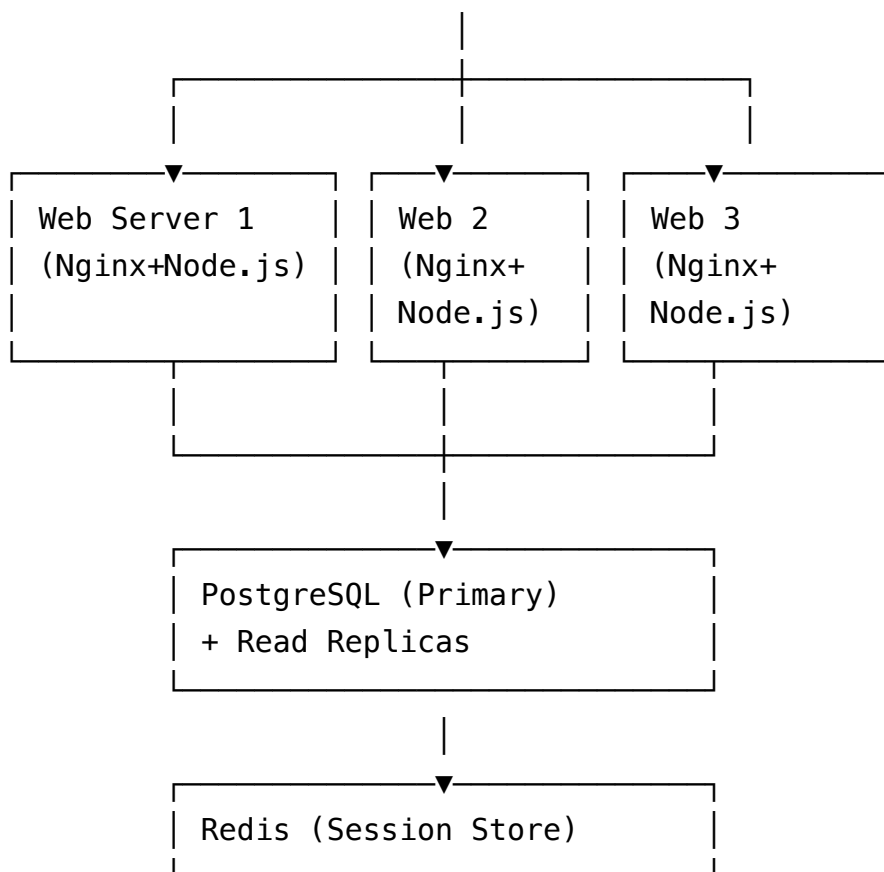 Web Server 1
(Nginx+Node.js)
Web 2
(Nginx+
Node.js)
Web 3
(Nginx+
Node.js)
PostgreSQL (Primary)
+ Read Replicas
Redis (Session Store)